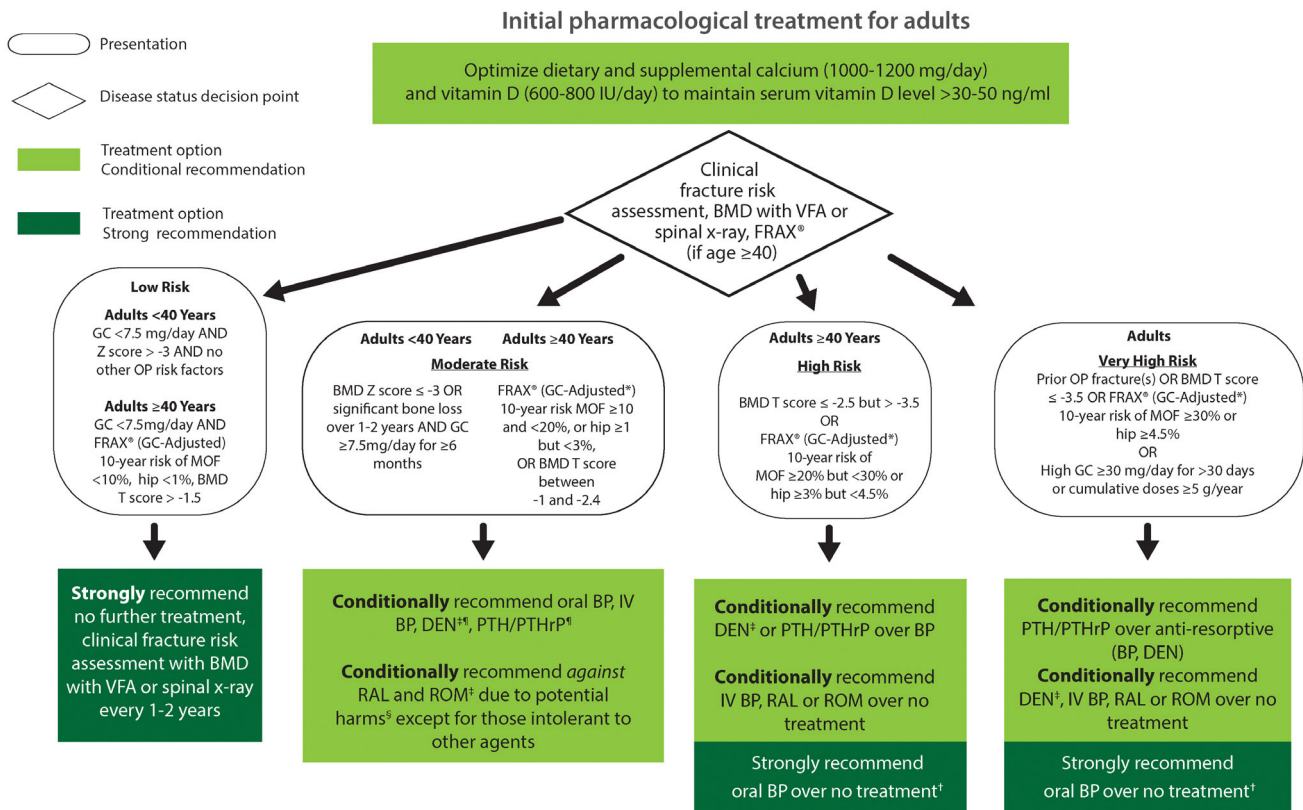 Initial pharmacological treatment for adults
Presentation
Disease status decision point
Treatment option
Conditional recommendation
Treatment option
Strong recommendation
Optimize dietary and supplemental calcium (1000-1200 mg/day)
and vitamin D (600-800 IU/day) to maintain serum vitamin D level >30-50 ng/ml
Clinical
fracture risk
assessment, BMD with VFA or
spinal x-ray, FRAX®
(if age ≥40)
Low Risk
Adults <40 Years
GC <7.5 mg/day AND
Z score > -3 AND no
other OP risk factors
Adults ≥40 Years
GC <7.5mg/day AND
FRAX® (GC-Adjusted)
10-year risk of MOF
<10%, hip <1%, BMD
T score > -1.5
Adults <40 Years
Adults ≥40 Years
Moderate Risk
BMD Z score ≤ -3 OR
significant bone loss
over 1-2 years AND GC
≥7.5mg/day for ≥6
months
FRAX® (GC-Adjusted*)
10-year risk MOF ≥10
and <20%, or hip ≥1
but <3%,
OR BMD T score
between
-1 and -2.4
Adults ≥40 Years
High Risk
BMD T score ≤ -2.5 but > -3.5
OR
FRAX® (GC-Adjusted*)
10-year risk of
MOF ≥20% but <30% or
hip ≥3% but <4.5%
Adults
Very High Risk
Prior OP fracture(s) OR BMD T score
≤ -3.5 OR FRAX® (GC-Adjusted*)
10-year risk of MOF ≥30% or
hip ≥4.5%
OR
High GC ≥30 mg/day for >30 days
or cumulative doses ≥5 g/year
Strongly recommend
no further treatment,
clinical fracture risk
assessment with BMD
with VFA or spinal x-ray
every 1-2 years
Conditionally recommend oral BP, IV
BP, DEN‡¶, PTH/PTHrP¶
Conditionally recommend against
RAL and ROM‡ due to potential
harms§ except for those intolerant to
other agents
Conditionally recommend
DEN‡ or PTH/PTHrP over BP
Conditionally recommend
IV BP, RAL or ROM over no
treatment
Strongly recommend
oral BP over no treatment†
Conditionally recommend
PTH/PTHrP over anti-resorptive
(BP, DEN)
Conditionally recommend
DEN‡, IV BP, RAL or ROM over no
treatment
Strongly recommend
oral BP over no treatment†